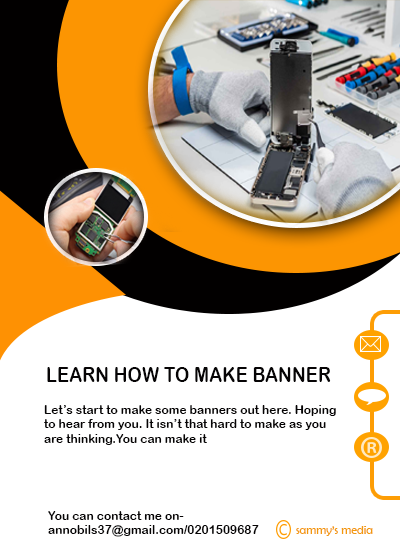 LEARN HOW TO MAKE BANNER
Let's start to make some banners out here. Hoping
to hear from you. It isn't that hard to make as you
are thinking.You can make it
You can contact me on-
annobils37@gmail.com/0201509687
© sammy's media
®